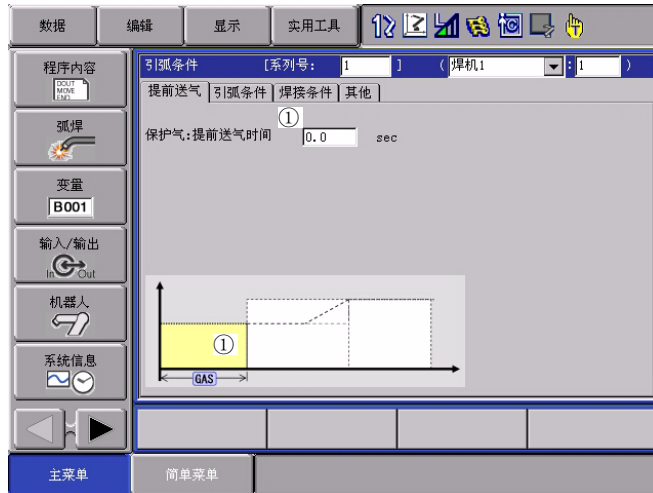 数据 编辑 显示 实用工具
程序内容
DOUT
MOVE
END
弧焊
变量
B001
输入/输出
In Out
机器人
系统信息
引弧条件 [系列号: 1 ] ( 焊机1 : 1 )
提前送气 引弧条件 焊接条件 其他
①
保护气:提前送气时间 0.0 sec
①
GAS
主菜单 简单菜单